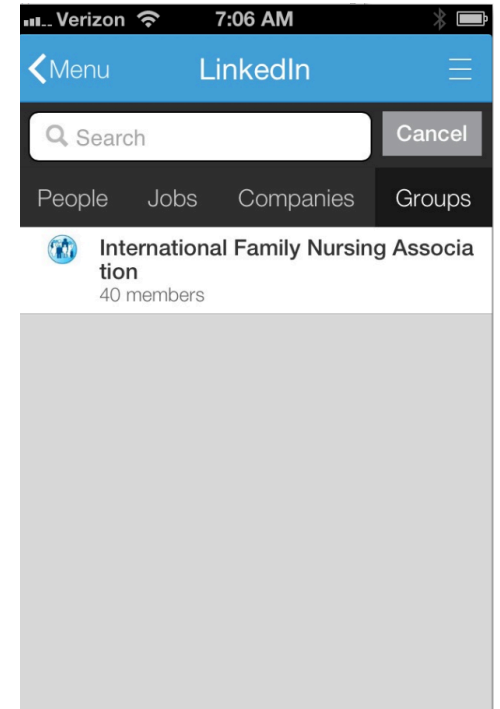 Verizon 7:06 AM
Menu LinkedIn
Search Cancel
People Jobs Companies Groups
International Family Nursing Associa
tion
40 members